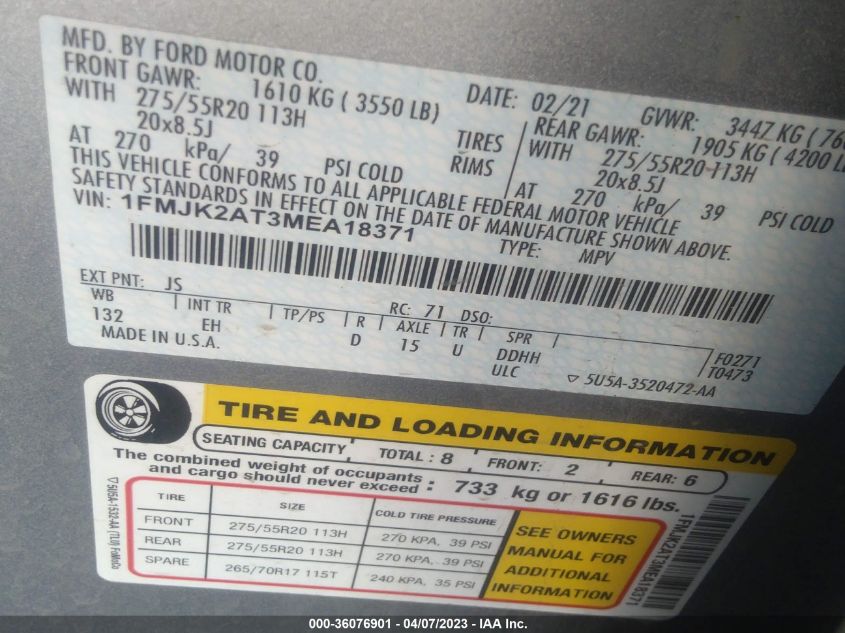 MFD. BY FORD MOTOR CO.
DATE: 02/21 GVWR: 3447 KG
FRONT GAWR: 1610 KG ( 3550 LB) REAR GAWR: 1905 KG ( 4200
WITH 275/55R20 113H TIRES WITH 275/55R20 113H
20x8.5J RIMS 20x8.5J
AT 270 kPa/ 39 PSI COLD AT 270 kPa/ 39 PSI COLD
THIS VEHICLE CONFORMS TO ALL APPLICABLE FEDERAL MOTOR VEHICLE
SAFETY STANDARDS IN EFFECT ON THE DATE OF MANUFACTURE SHOWN ABOVE.
VIN: 1FMJK2AT3MEA18371 TYPE: MPV
EXT PNT: JS RC: 71 DSO:
WB INT TR TP/PS R AXLE TR SPR
132 EH D 15 U DDHH F0271
ULC T0473
MADE IN U.S.A. ▽ 5U5A-3520472-AA
TIRE AND LOADING INFORMATION
SEATING CAPACITY TOTAL : 8 FRONT: 2 REAR: 6
The combined weight of occupants
and cargo should never exceed : 733 kg or 1616 lbs.
TIRE SIZE COLD TIRE PRESSURE
FRONT 275/55R20 113H 270 KPA, 39 PSI
REAR 275/55R20 113H 270 KPA, 39 PSI
SPARE 265/70R17 115T 240 KPA, 35 PSI
SEE OWNERS
MANUAL FOR
ADDITIONAL
INFORMATION
▽5U5A-1532-AA (TLI) FoMoCo
1FMJK2AT3MEA18371
000-36076901 - 04/07/2023 - IAA Inc.